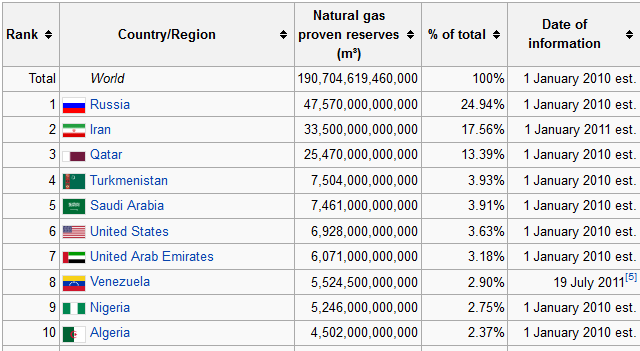 Rank Country/Region Natural gas proven reserves (m³) % of total Date of information
Total World 190,704,619,460,000 100% 1 January 2010 est.
1 Russia 47,570,000,000,000 24.94% 1 January 2010 est.
2 Iran 33,500,000,000,000 17.56% 1 January 2011 est.
3 Qatar 25,470,000,000,000 13.39% 1 January 2010 est.
4 Turkmenistan 7,504,000,000,000 3.93% 1 January 2010 est.
5 Saudi Arabia 7,461,000,000,000 3.91% 1 January 2010 est.
6 United States 6,928,000,000,000 3.63% 1 January 2010 est.
7 United Arab Emirates 6,071,000,000,000 3.18% 1 January 2010 est.
8 Venezuela 5,524,500,000,000 2.90% 19 July 2011[5]
9 Nigeria 5,246,000,000,000 2.75% 1 January 2010 est.
10 Algeria 4,502,000,000,000 2.37% 1 January 2010 est.